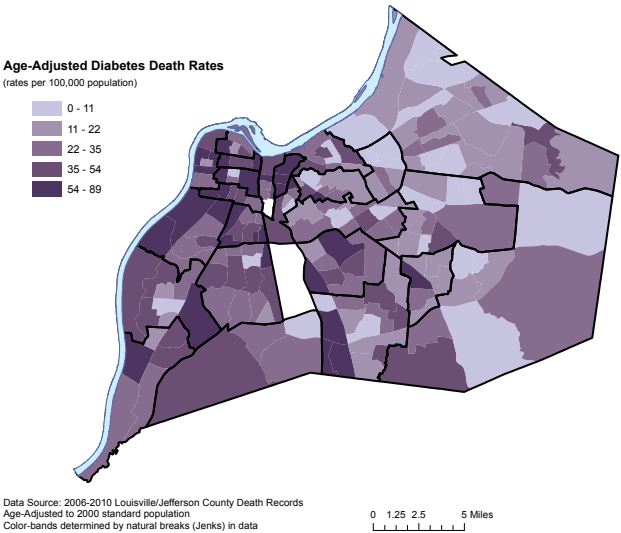 Age-Adjusted Diabetes Death Rates
(rates per 100,000 population)
0 - 11
11 - 22
22 - 35
35 - 54
54 - 89
Data Source: 2006-2010 Louisville/Jefferson County Death Records
Age-Adjusted to 2000 standard population
Color-bands determined by natural breaks (Jenks) in data
0 1.25 2.5 5 Miles